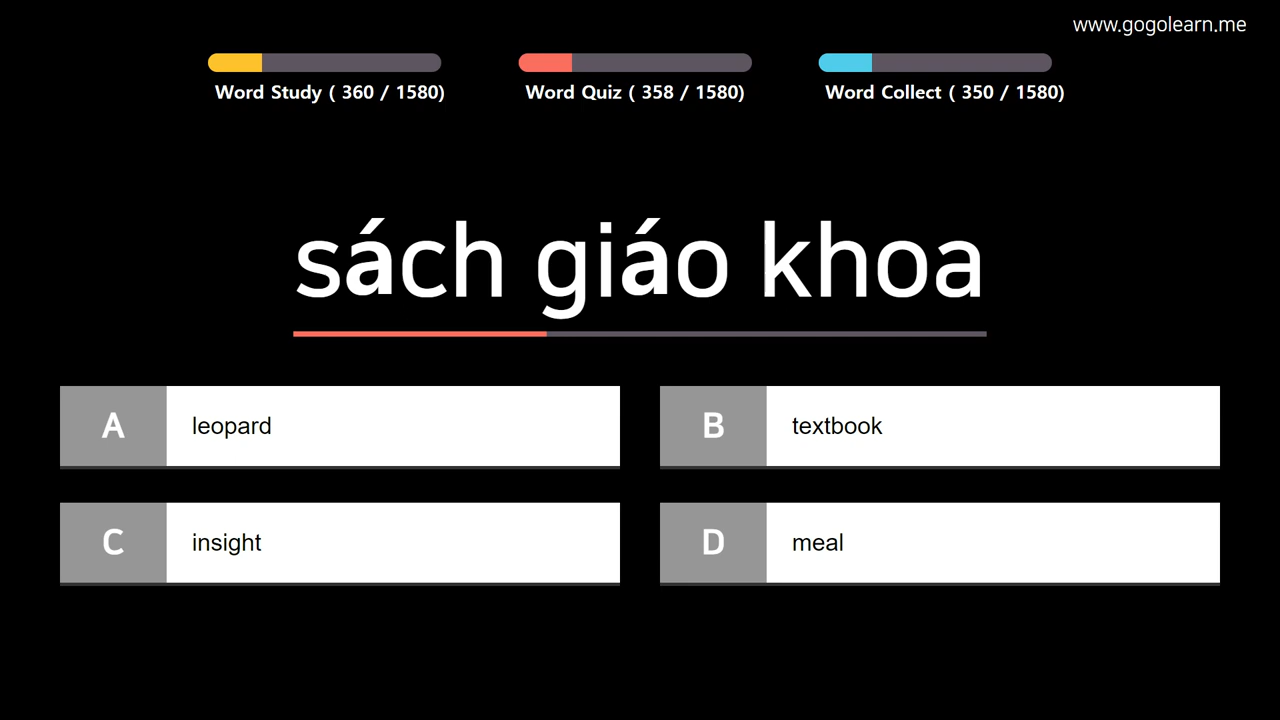 www.gogolearn.me
Word Study ( 360 / 1580)
Word Quiz ( 358 / 1580)
Word Collect ( 350 / 1580)
sách giáo khoa
A leopard
B textbook
C insight
D meal